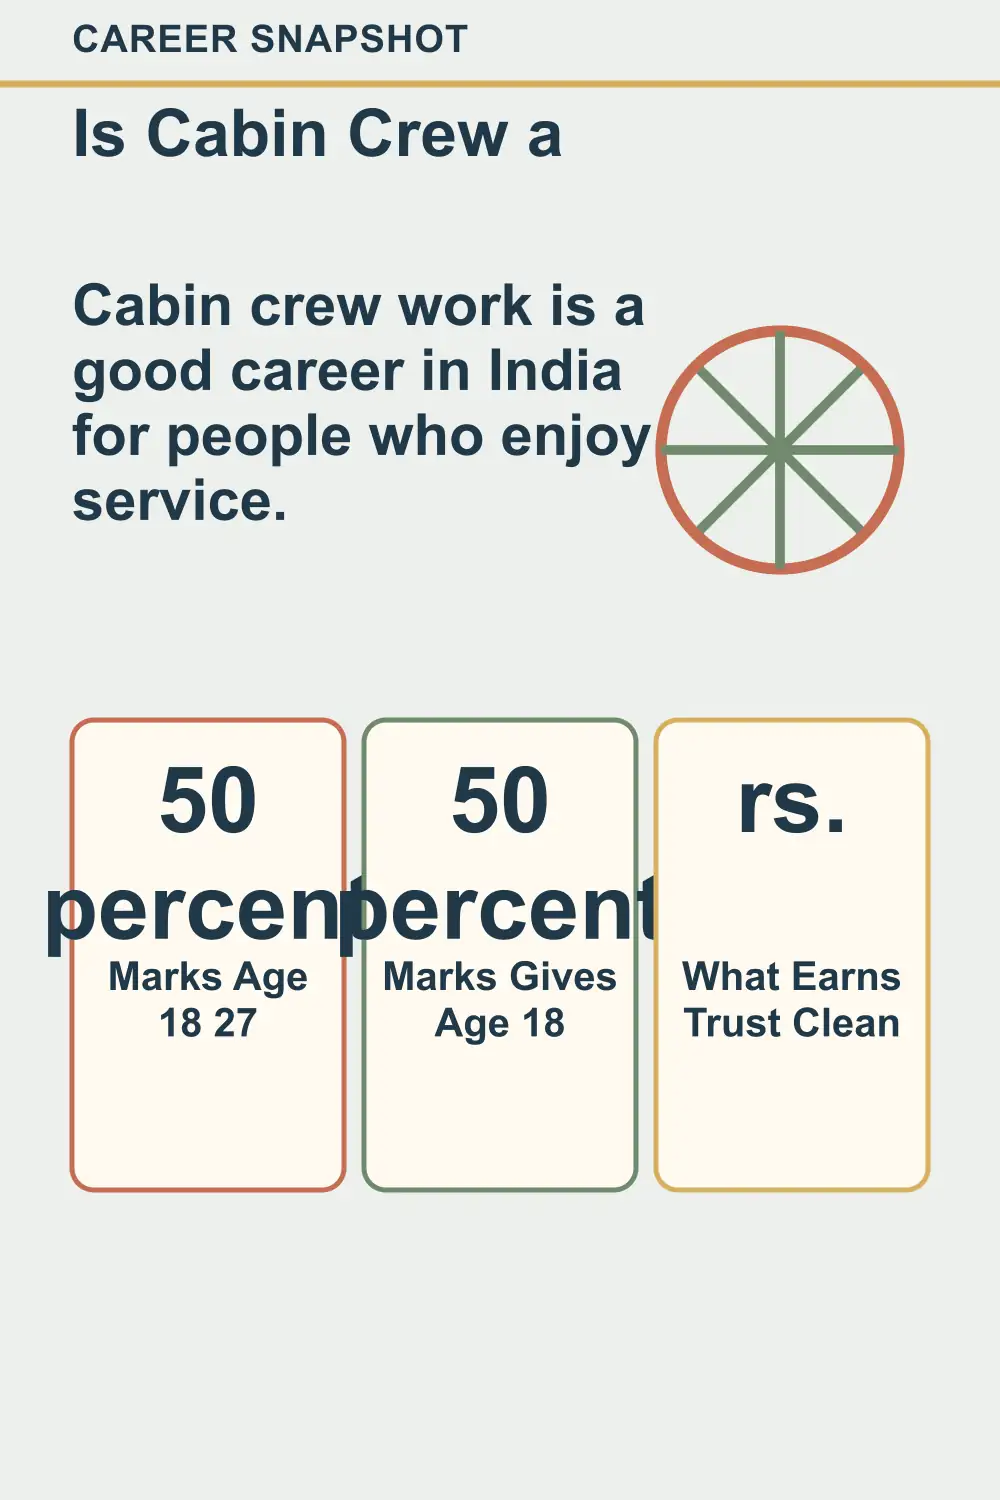 CAREER SNAPSHOT
Is Cabin Crew a
Cabin crew work is a
good career in India
for people who enjoy
service.
50
percent
Marks Age
18 27
50
percent
Marks Gives
Age 18
rs.
What Earns
Trust Clean